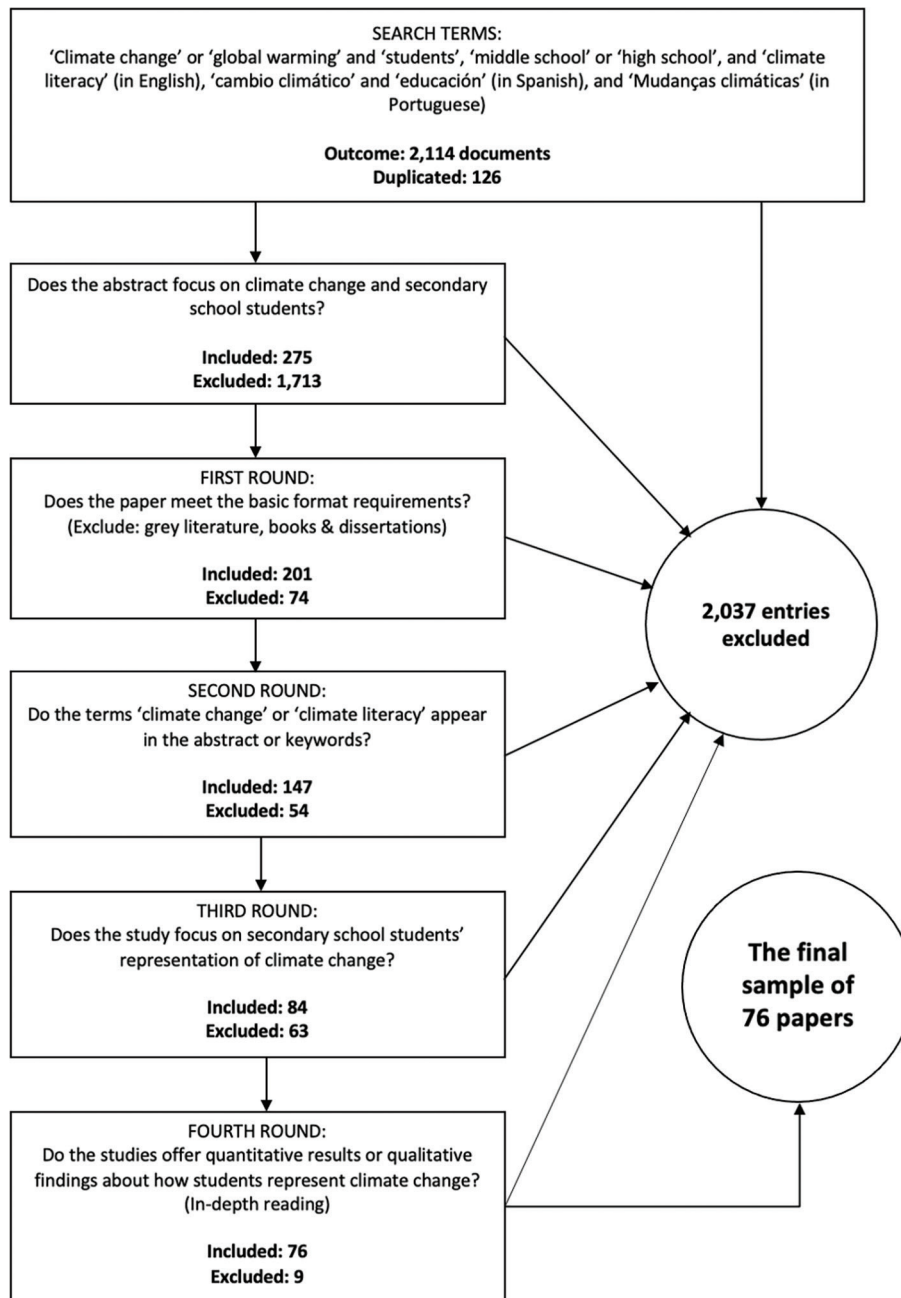 SEARCH TERMS:
‘Climate change’ or ‘global warming’ and ‘students’, ‘middle school’ or ‘high school’, and ‘climate
literacy’ (in English), ‘cambio climático’ and ‘educación’ (in Spanish), and ‘Mudanças climáticas’ (in
Portuguese)
Outcome: 2,114 documents
Duplicated: 126
Does the abstract focus on climate change and secondary
school students?
Included: 275
Excluded: 1,713
FIRST ROUND:
Does the paper meet the basic format requirements?
(Exclude: grey literature, books & dissertations)
Included: 201
Excluded: 74
2,037 entries
excluded
SECOND ROUND:
Do the terms ‘climate change’ or ‘climate literacy’ appear
in the abstract or keywords?
Included: 147
Excluded: 54
THIRD ROUND:
Does the study focus on secondary school students’
representation of climate change?
Included: 84
Excluded: 63
The final
sample of
76 papers
FOURTH ROUND:
Do the studies offer quantitative results or qualitative
findings about how students represent climate change?
(In-depth reading)
Included: 76
Excluded: 9